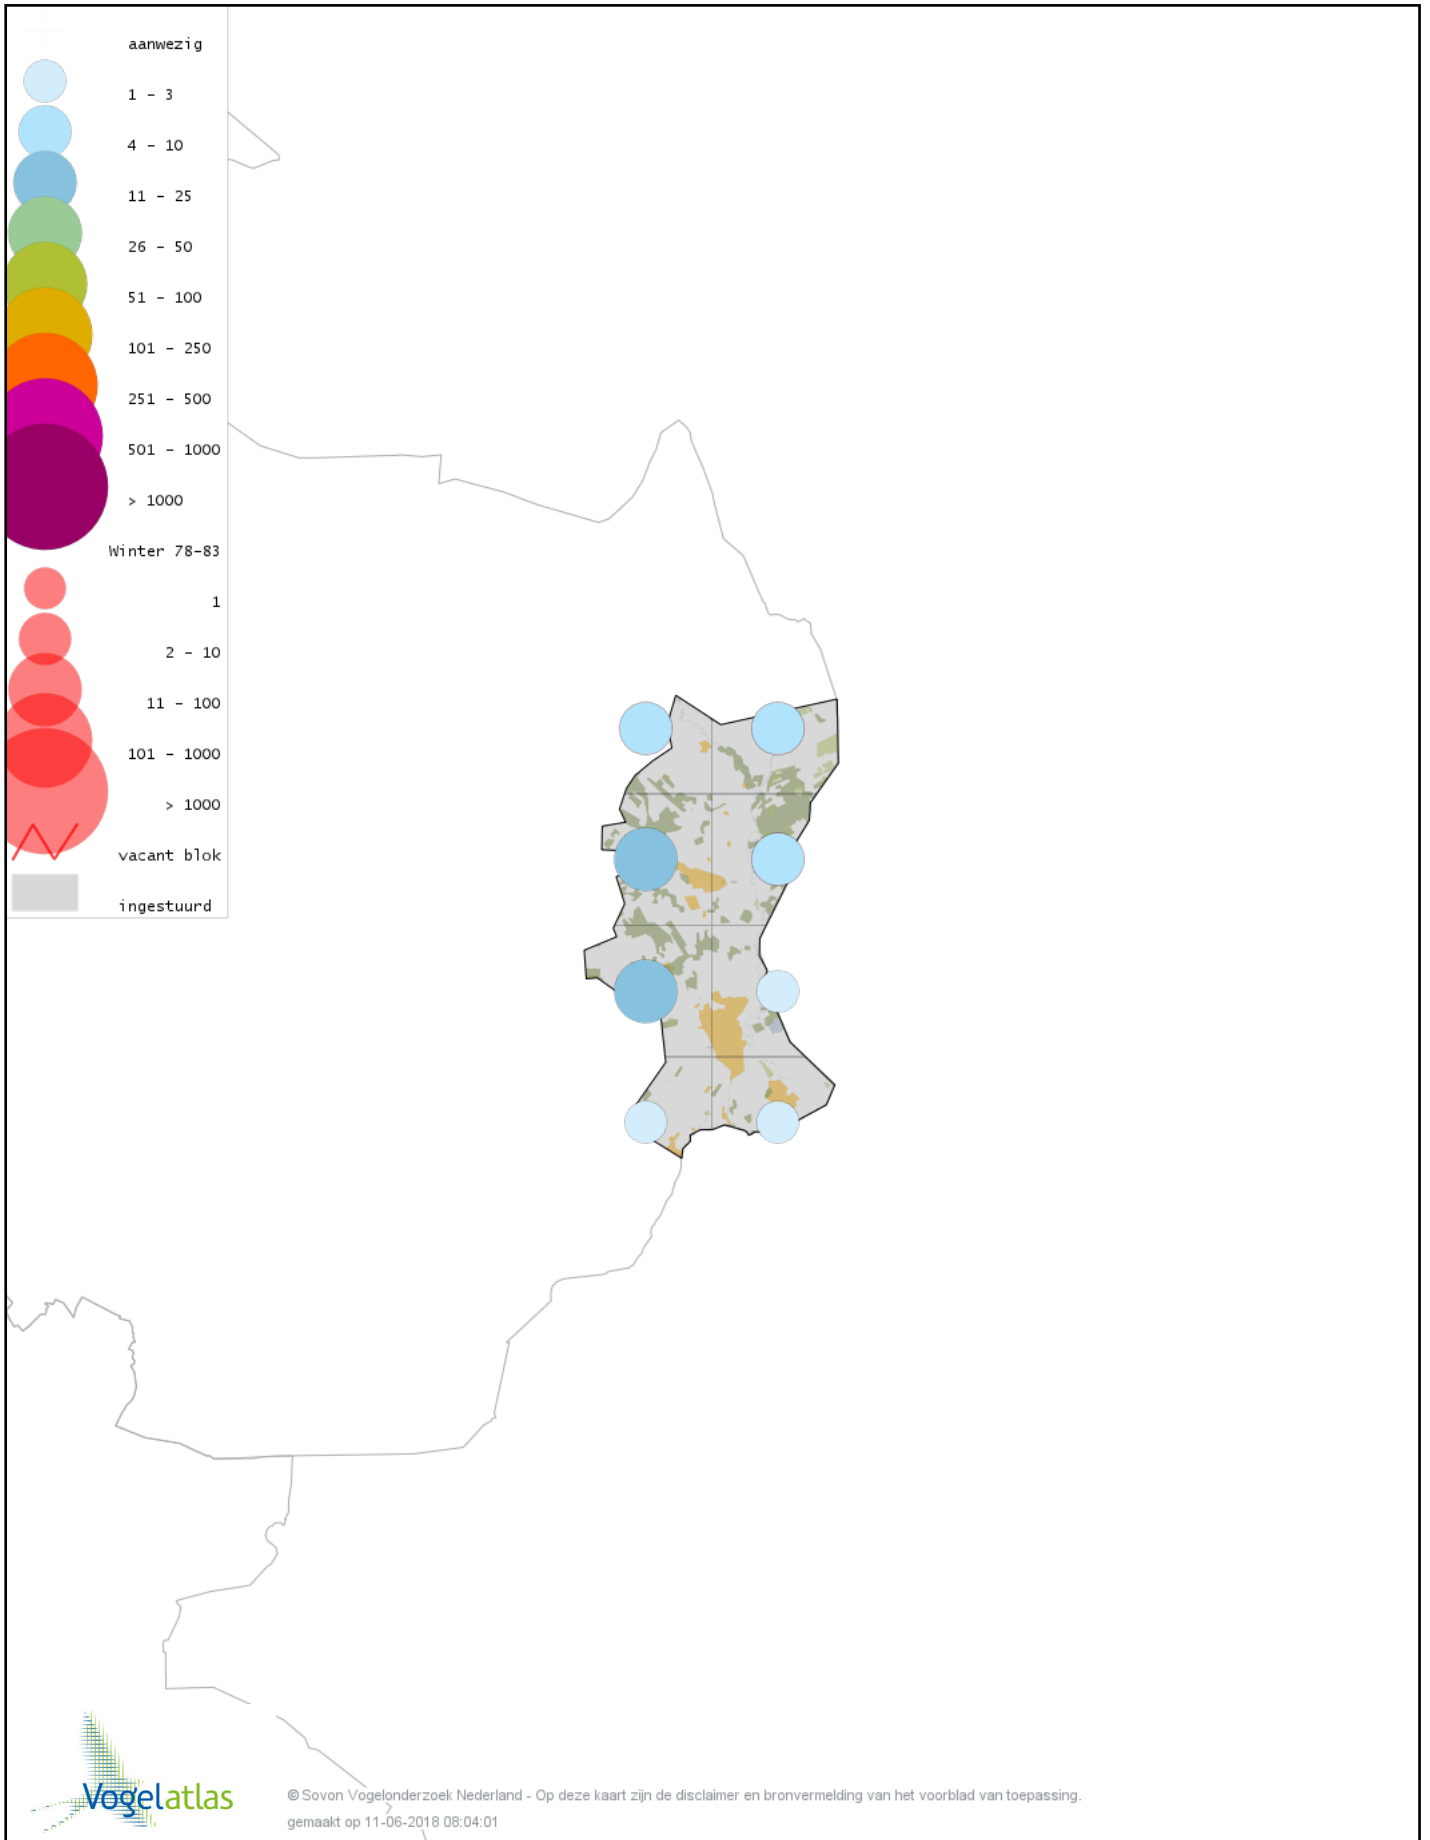 aanwezig
1 - 3
4 - 10
11 - 25
26 - 50
51 - 100
101 - 250
251 - 500
501 - 1000
> 1000
Winter 78-83
1
2 - 10
11 - 100
101 - 1000
> 1000
vacant blok
ingestuurd
Vogelatlas
© Sovon Vogelonderzoek Nederland - Op deze kaart zijn de disclaimer en bronvermelding van het voorblad van toepassing.
gemaakt op 11-06-2018 08:04:01